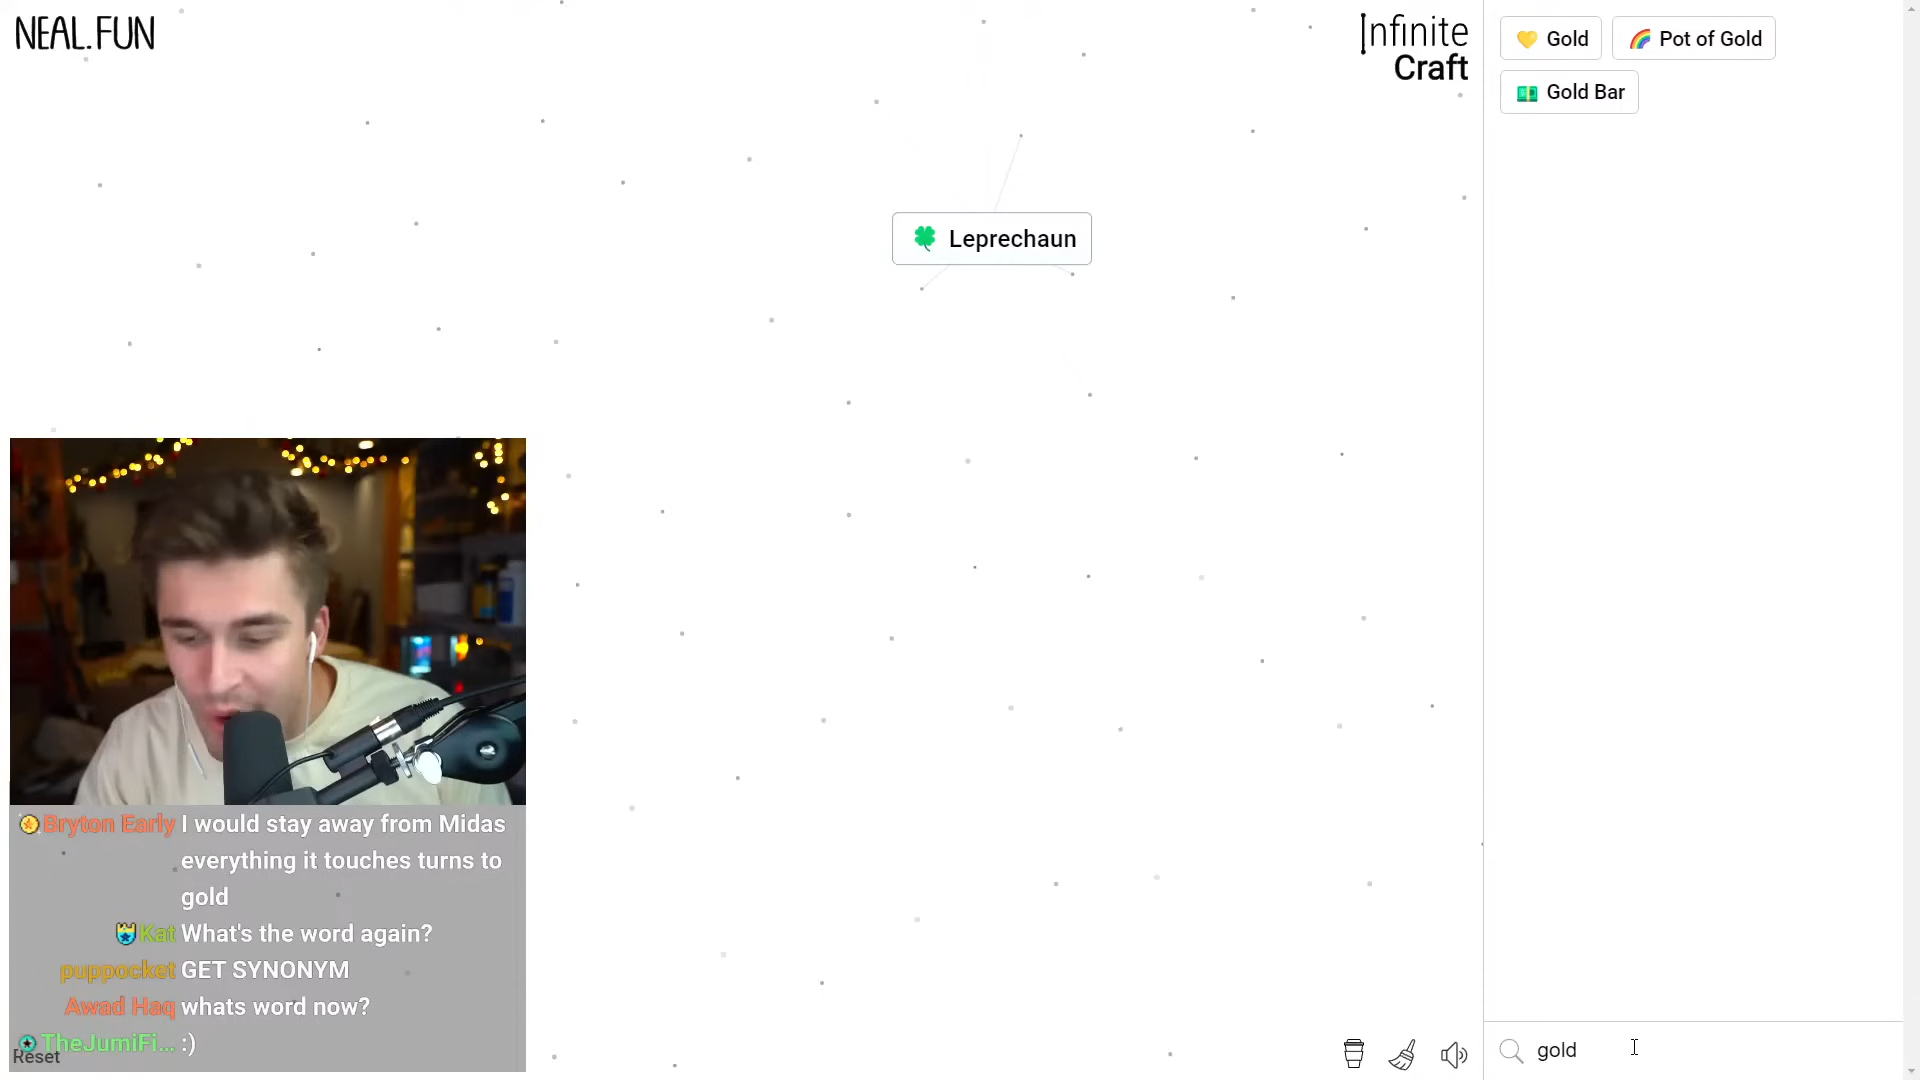 NEAL.FUN
Infinite
Craft
Gold
Pot of Gold
Gold Bar
Leprechaun
Bryton Early I would stay away from Midas
everything it touches turns to
gold
Kat What's the word again?
puppocket GET SYNONYM
Awad Haq whats word now?
TheJumiFi... :)
Reset
gold